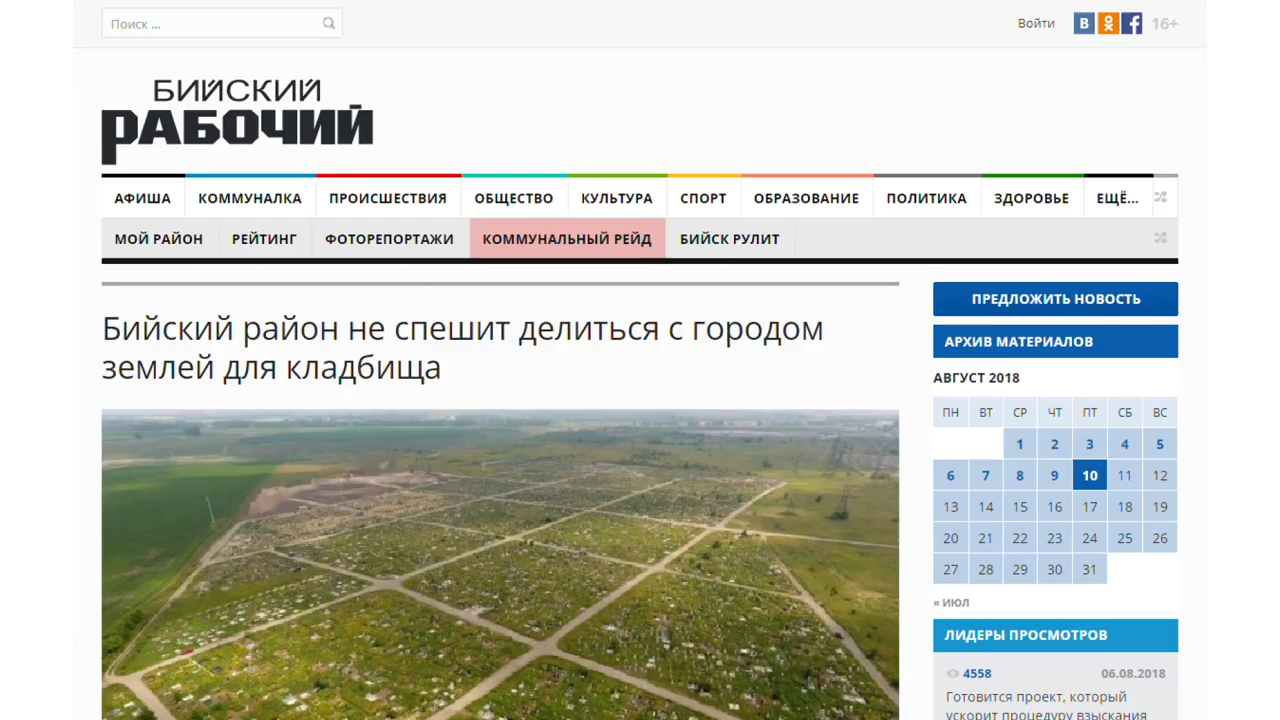 Поиск ...
Войти
16+
БИЙСКИЙ
РАБОЧИЙ
АФИША КОММУНАЛКА ПРОИСШЕСТВИЯ ОБЩЕСТВО КУЛЬТУРА СПОРТ ОБРАЗОВАНИЕ ПОЛИТИКА ЗДОРОВЬЕ ЕЩЁ...
МОЙ РАЙОН РЕЙТИНГ ФОТОРЕПОРТАЖИ КОММУНАЛЬНЫЙ РЕЙД БИЙСК РУЛИТ
Бийский район не спешит делиться с городом
землей для кладбища
ПРЕДЛОЖИТЬ НОВОСТЬ
АРХИВ МАТЕРИАЛОВ
АВГУСТ 2018
ПН ВТ СР ЧТ ПТ СБ ВС
1 2 3 4 5
6 7 8 9 10 11 12
13 14 15 16 17 18 19
20 21 22 23 24 25 26
27 28 29 30 31
« ИЮЛ
ЛИДЕРЫ ПРОСМОТРОВ
4558 06.08.2018
Готовится проект, который
ускорит процедуру взыскания